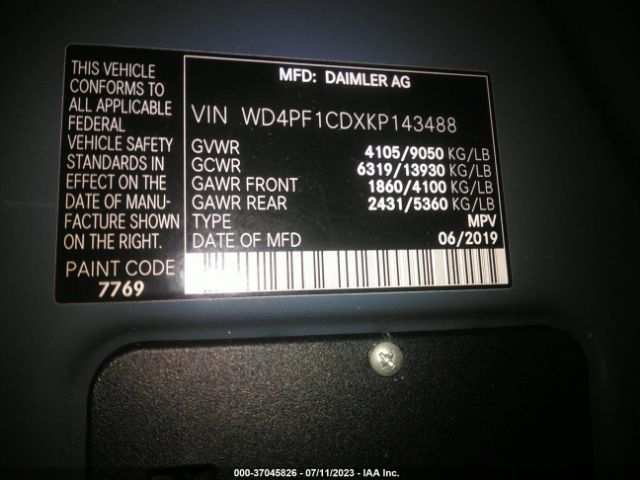 THIS VEHICLE
CONFORMS TO
ALL APPLICABLE
FEDERAL
VEHICLE SAFETY
STANDARDS IN
EFFECT ON THE
DATE OF MANU-
FACTURE SHOWN
ON THE RIGHT.
PAINT CODE
7769
MFD: DAIMLER AG
VIN WD4PF1CDXKP143488
GVWR 4105/9050 KG/LB
GCWR 6319/13930 KG/LB
GAWR FRONT 1860/4100 KG/LB
GAWR REAR 2431/5360 KG/LB
TYPE MPV
DATE OF MFD 06/2019
000-37045826 - 07/11/2023 - IAA Inc.